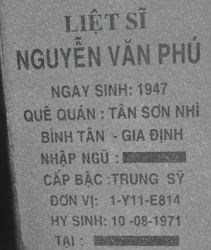 LIỆT SĨ
NGUYỄN VĂN PHÚ
NGÀY SINH: 1947
QUÊ QUÁN : TÂN SƠN NHÌ
BÌNH TÂN - GIA ĐỊNH
NHẬP NGŨ :
CẤP BẬC :TRUNG SỸ
ĐƠN VỊ: 1-Y11-E814
HY SINH: 10 -08-1971
TẠI :